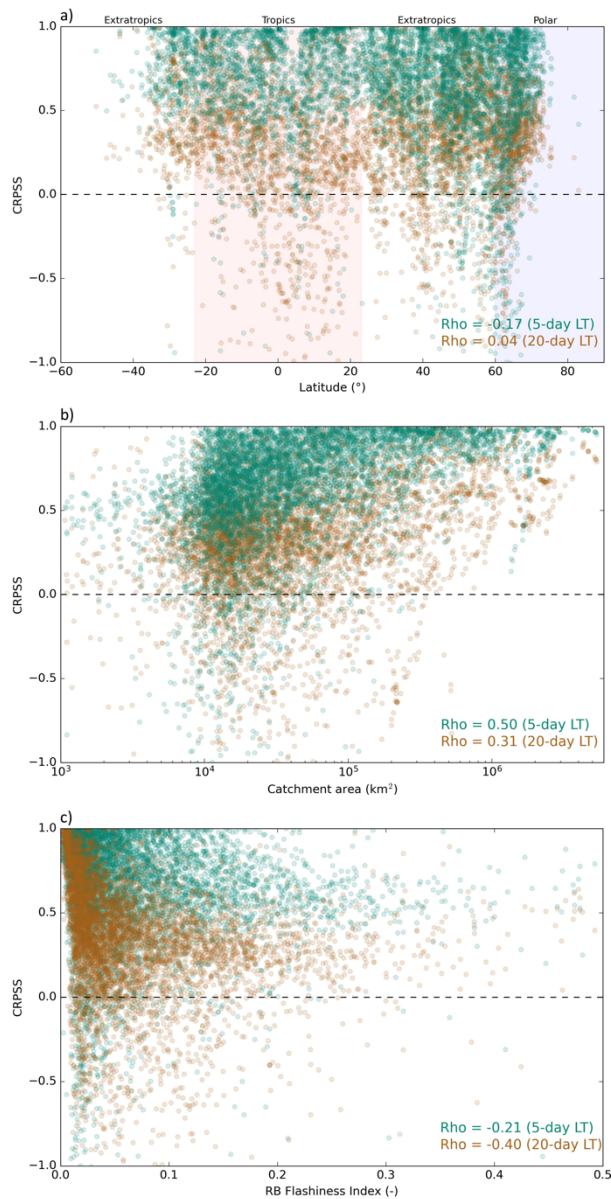 a)
Extratropics Tropics Extratropics Polar
1.0
0.5
0.0
−0.5
−1.0
CRPSS
Rho = -0.17 (5-day LT)
Rho = 0.04 (20-day LT)
−60 −40 −20 0 20 40 60 80
Latitude (°)
b)
1.0
0.5
0.0
−0.5
−1.0
CRPSS
Rho = 0.50 (5-day LT)
Rho = 0.31 (20-day LT)
10³ 10⁴ 10⁵ 10⁶
Catchment area (km²)
c)
1.0
0.5
0.0
−0.5
−1.0
CRPSS
Rho = -0.21 (5-day LT)
Rho = -0.40 (20-day LT)
0.0 0.1 0.2 0.3 0.4 0.5
RB Flashiness Index (-)